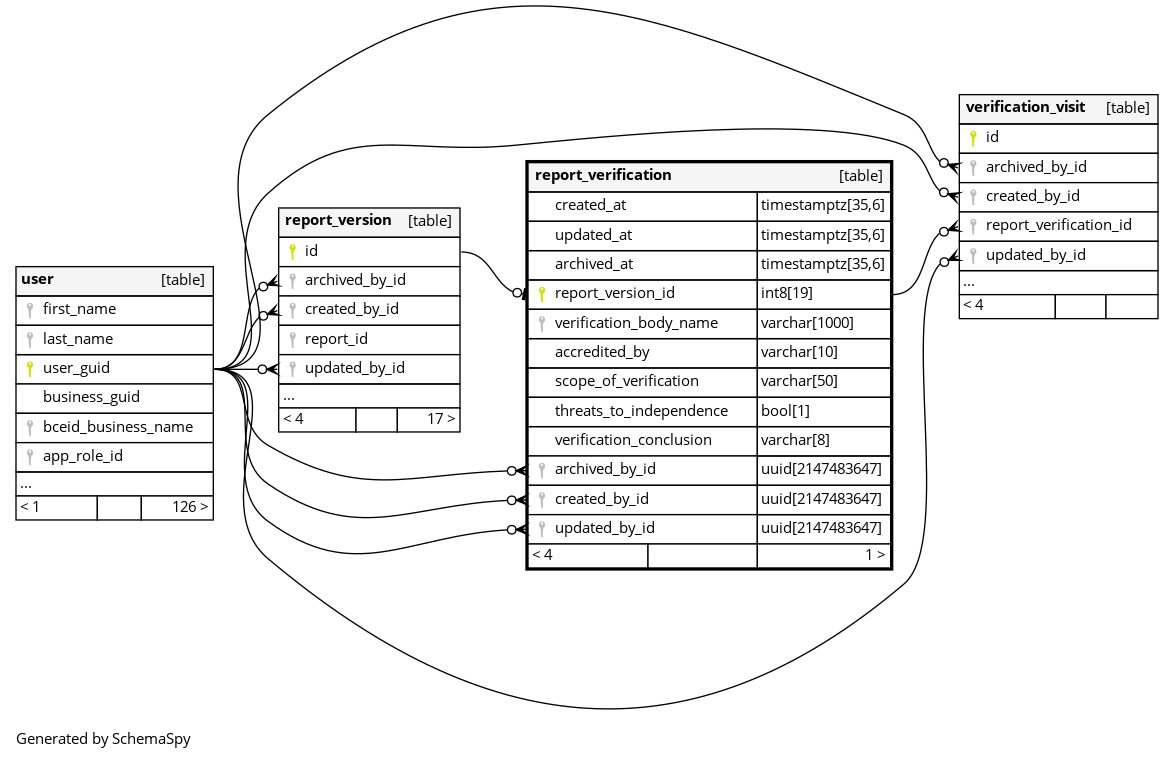 user [table]
first_name
last_name
user_guid
business_guid
bceid_business_name
app_role_id
...
< 1 126 >
report_version [table]
id
archived_by_id
created_by_id
report_id
updated_by_id
...
< 4 17 >
report_verification [table]
created_at timestamptz[35,6]
updated_at timestamptz[35,6]
archived_at timestamptz[35,6]
report_version_id int8[19]
verification_body_name varchar[1000]
accredited_by varchar[10]
scope_of_verification varchar[50]
threats_to_independence bool[1]
verification_conclusion varchar[8]
archived_by_id uuid[2147483647]
created_by_id uuid[2147483647]
updated_by_id uuid[2147483647]
< 4 1 >
verification_visit [table]
id
archived_by_id
created_by_id
report_verification_id
updated_by_id
...
< 4
Generated by SchemaSpy